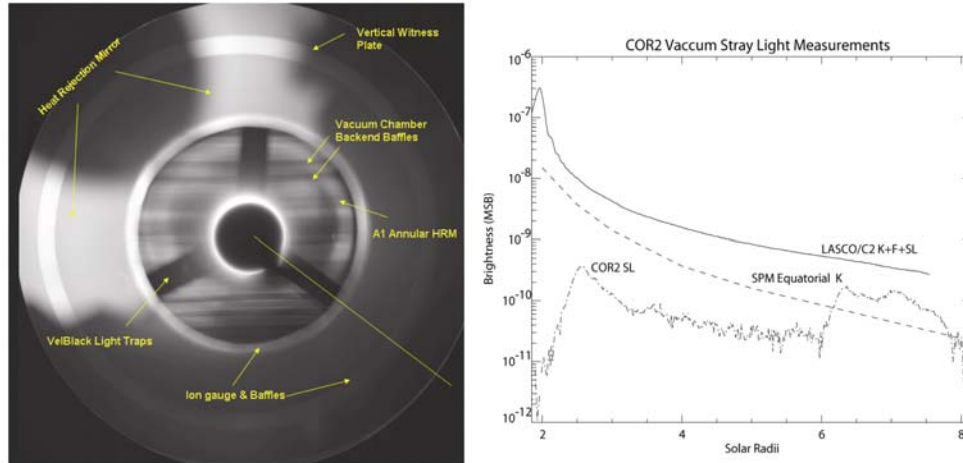 Vertical Witness
Plate
Heat Rejection Mirror
Vacuum Chamber
Backend Baffles
A1 Annular HRM
VelBlack Light Traps
Ion gauge & Baffles
COR2 Vaccum Stray Light Measurements
Brightness (MSB)
10-6
10-7
10-8
10-9
10-10
10-11
10-12
LASCO/C2 K+F+SL
SPM Equatorial K
COR2 SL
2
4
6
8
Solar Radii